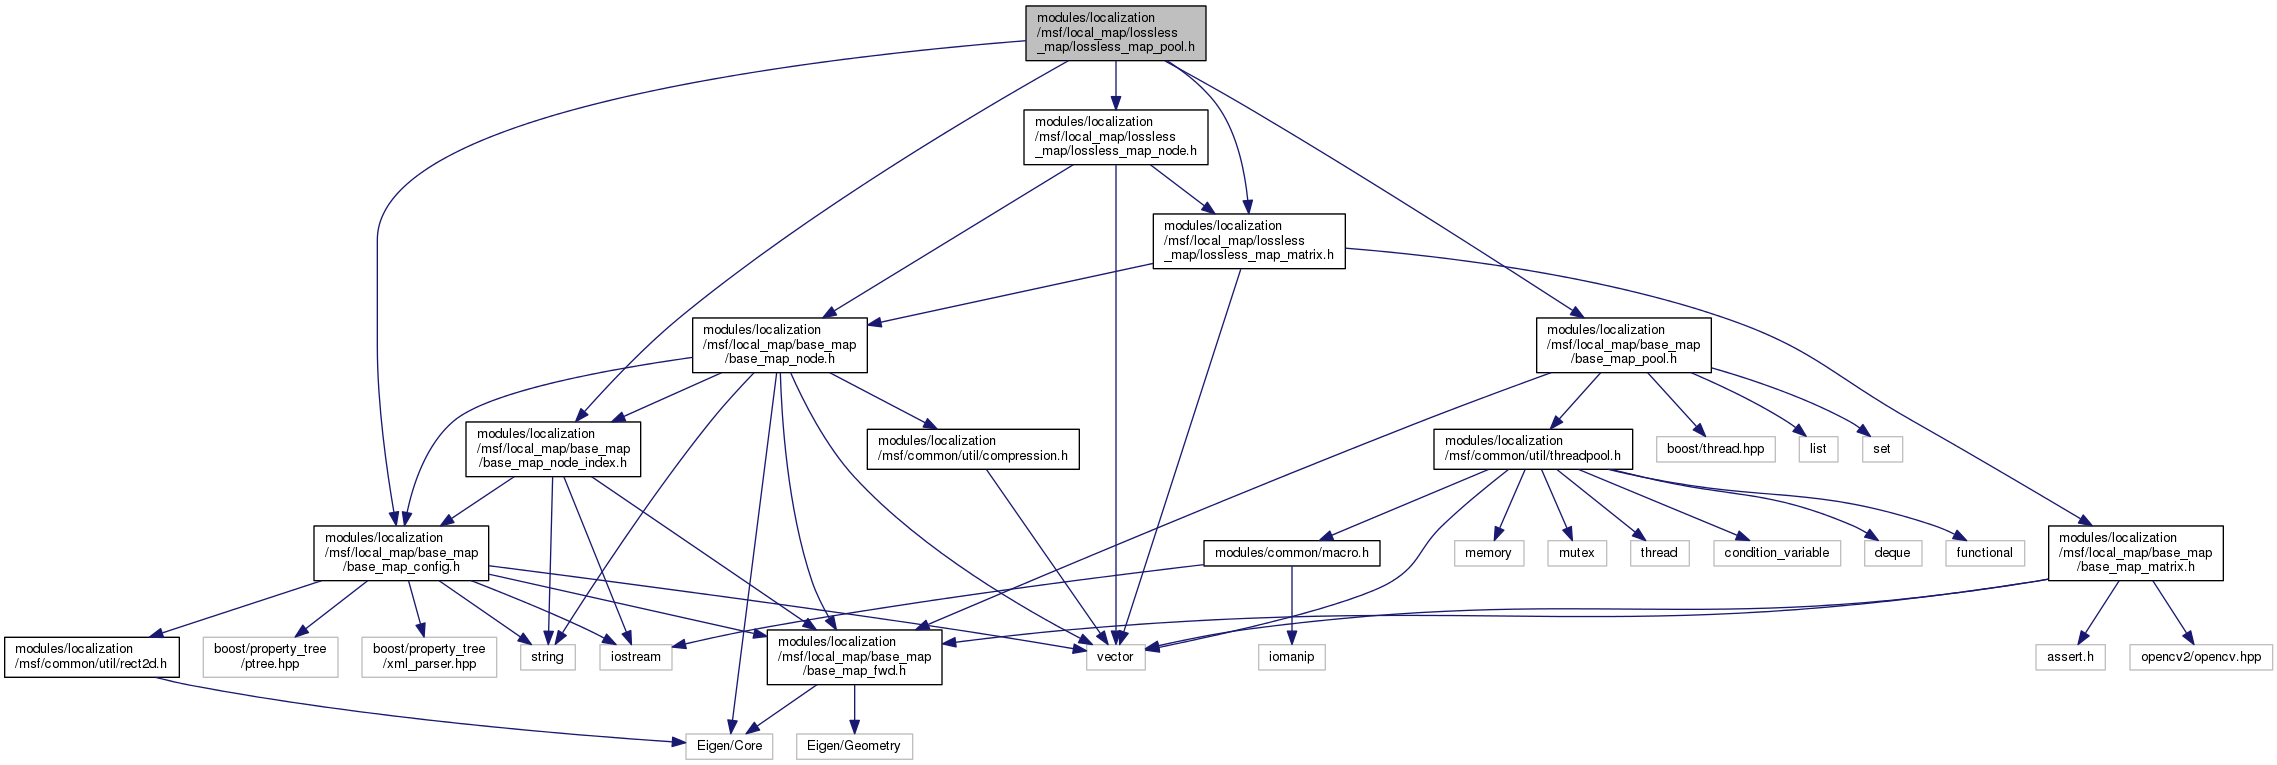 modules/localization
/msf/local_map/lossless
_map/lossless_map_pool.h
modules/localization
/msf/local_map/lossless
_map/lossless_map_node.h
modules/localization
/msf/local_map/lossless
_map/lossless_map_matrix.h
modules/localization
/msf/local_map/base_map
/base_map_node.h
modules/localization
/msf/local_map/base_map
/base_map_pool.h
modules/localization
/msf/local_map/base_map
/base_map_node_index.h
modules/localization
/msf/common/util/compression.h
modules/localization
/msf/common/util/threadpool.h
boost/thread.hpp
list
set
modules/localization
/msf/local_map/base_map
/base_map_config.h
modules/common/macro.h
memory
mutex
thread
condition_variable
deque
functional
modules/localization
/msf/local_map/base_map
/base_map_matrix.h
modules/localization
/msf/common/util/rect2d.h
boost/property_tree
/ptree.hpp
boost/property_tree
/xml_parser.hpp
string
iostream
modules/localization
/msf/local_map/base_map
/base_map_fwd.h
vector
iomanip
assert.h
opencv2/opencv.hpp
Eigen/Core
Eigen/Geometry